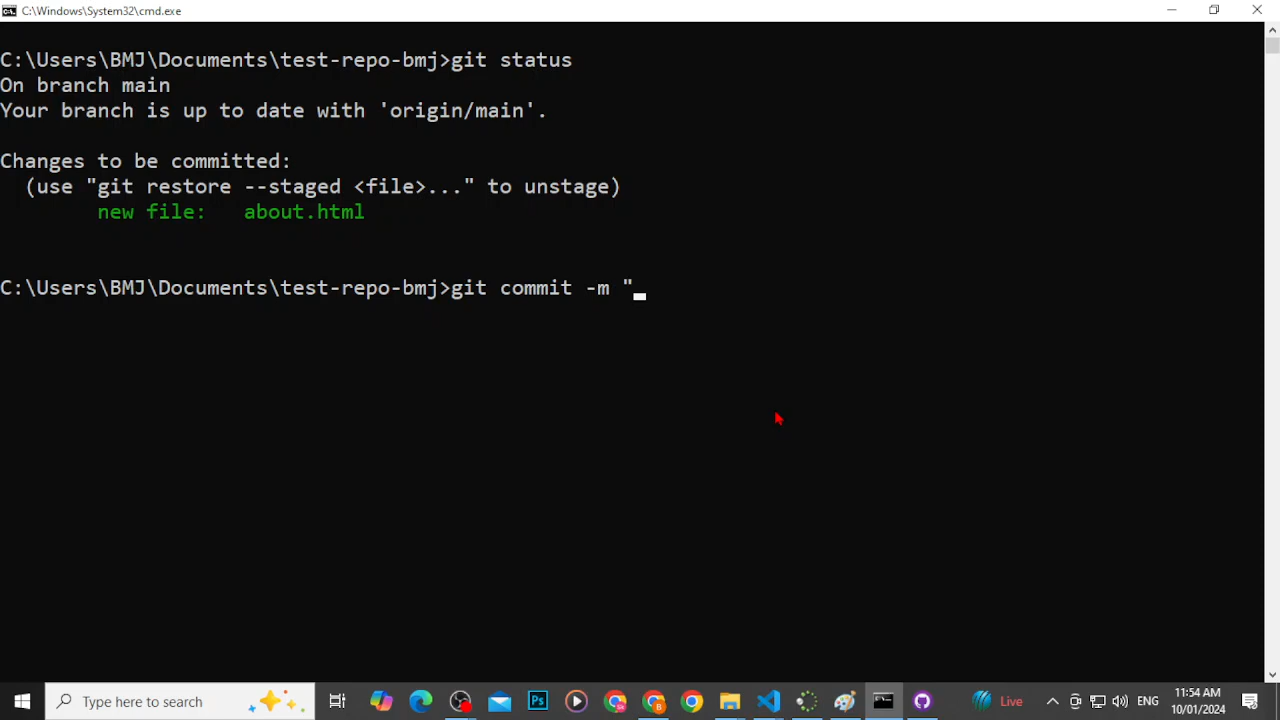 C:\Windows\System32\cmd.exe
C:\Users\BMJ\Documents\test-repo-bmj>git status
On branch main
Your branch is up to date with 'origin/main'.
Changes to be committed:
  (use "git restore --staged <file>..." to unstage)
        new file:   about.html
C:\Users\BMJ\Documents\test-repo-bmj>git commit -m "
Type here to search
Ps
Live
ENG
11:54 AM
10/01/2024